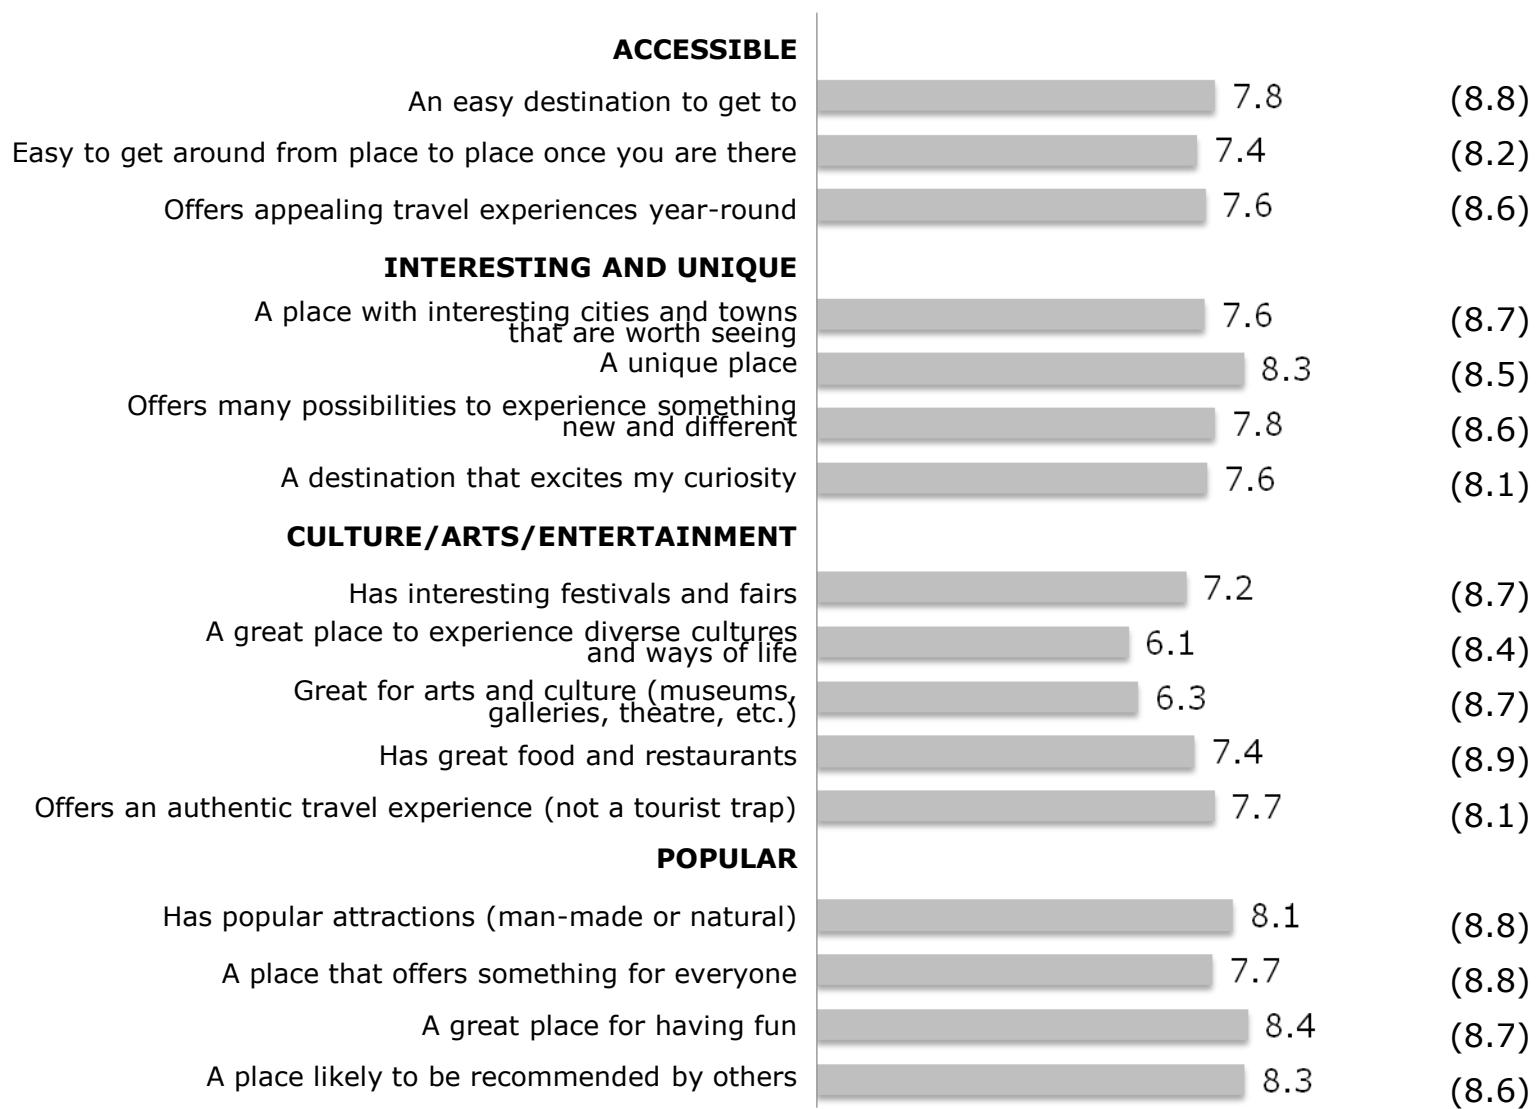 ACCESSIBLE
An easy destination to get to 7.8 (8.8)
Easy to get around from place to place once you are there 7.4 (8.2)
Offers appealing travel experiences year-round 7.6 (8.6)
INTERESTING AND UNIQUE
A place with interesting cities and towns
that are worth seeing 7.6 (8.7)
A unique place 8.3 (8.5)
Offers many possibilities to experience something
new and different 7.8 (8.6)
A destination that excites my curiosity 7.6 (8.1)
CULTURE/ARTS/ENTERTAINMENT
Has interesting festivals and fairs 7.2 (8.7)
A great place to experience diverse cultures
and ways of life 6.1 (8.4)
Great for arts and culture (museums,
galleries, theatre, etc.) 6.3 (8.7)
Has great food and restaurants 7.4 (8.9)
Offers an authentic travel experience (not a tourist trap) 7.7 (8.1)
POPULAR
Has popular attractions (man-made or natural) 8.1 (8.8)
A place that offers something for everyone 7.7 (8.8)
A great place for having fun 8.4 (8.7)
A place likely to be recommended by others 8.3 (8.6)